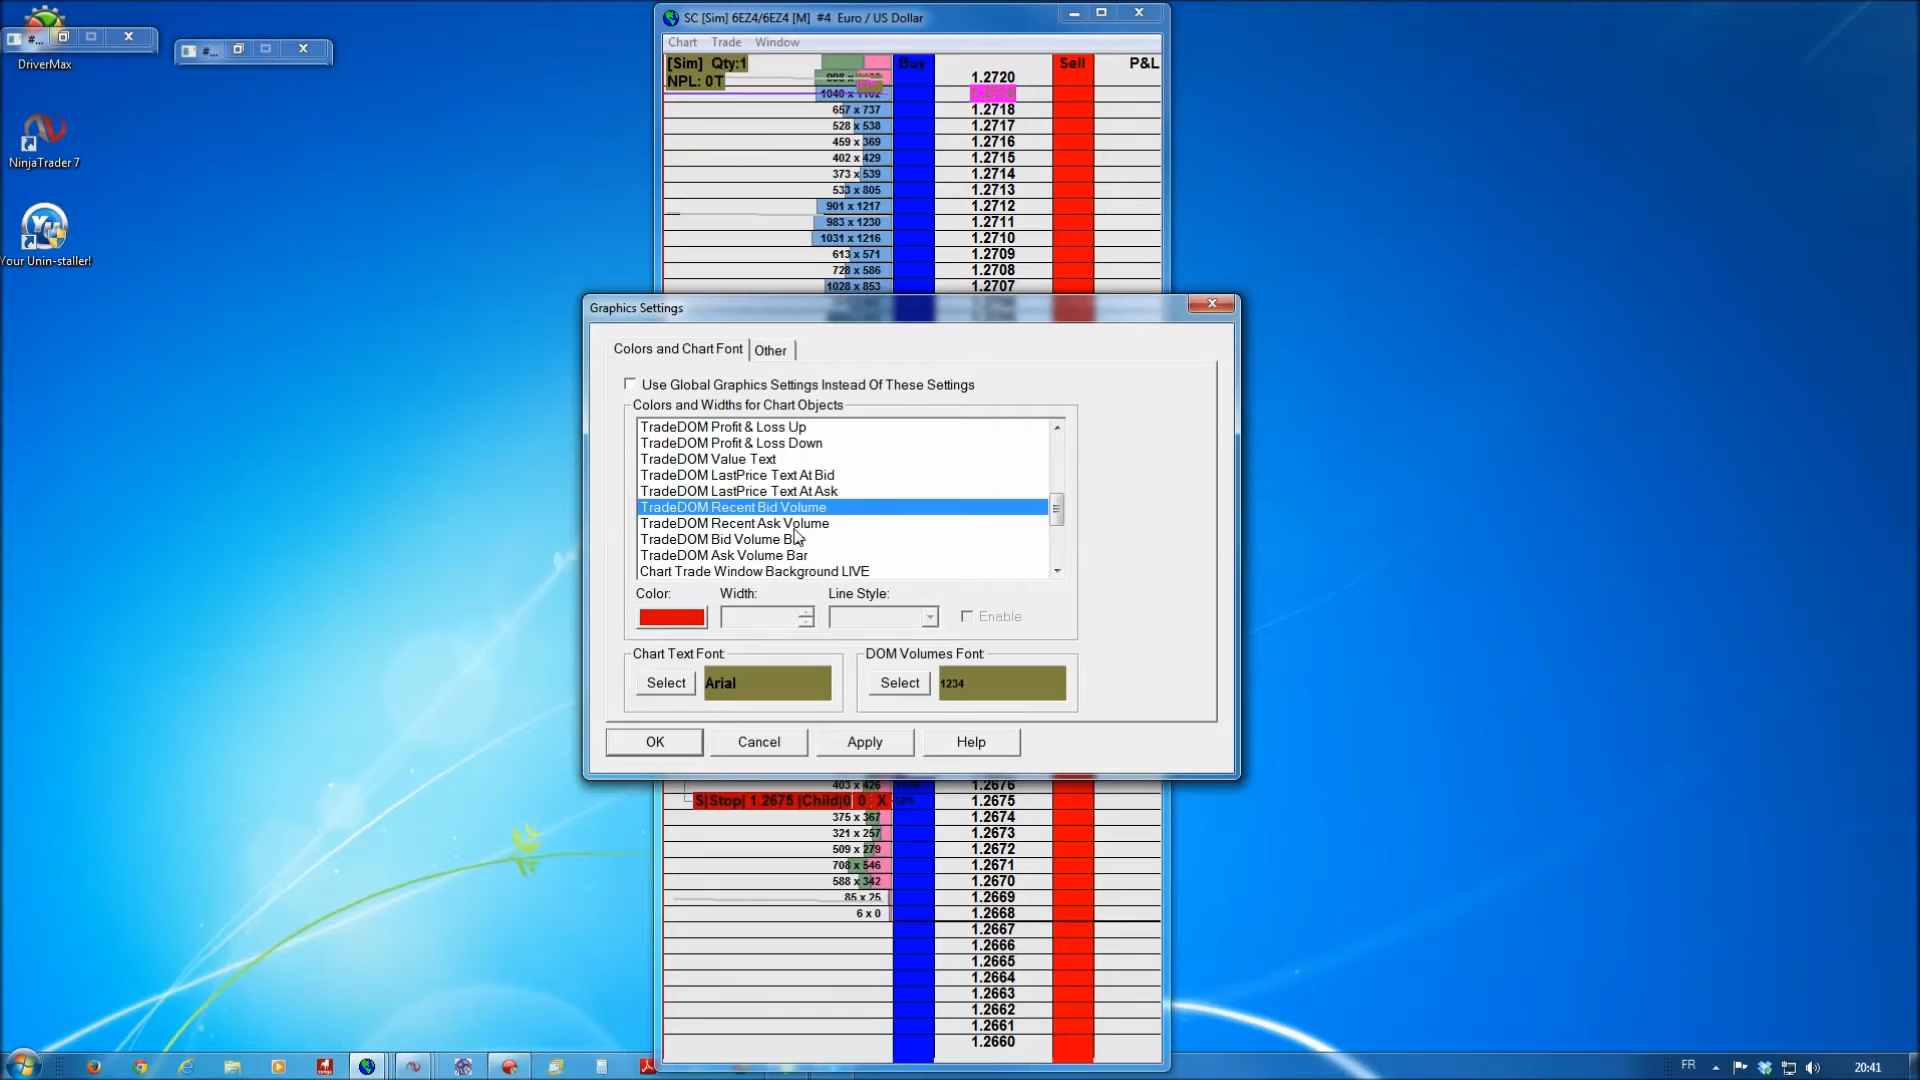 SC [Sim] 6EZ4/6EZ4 [M] #4 Euro / US Dollar
#...
#...
DriverMax
NinjaTrader 7
Your Unin-staller!
Chart Trade Window
[Sim] Qty:1 Buy Sell P&L
NPL: 0T
1.2720
657 x 737 1.2718
528 x 538 1.2717
459 x 369 1.2716
402 x 429 1.2715
373 x 539 1.2714
533 x 805 1.2713
901 x 1217 1.2712
983 x 1230 1.2711
1031 x 1216 1.2710
613 x 571 1.2709
728 x 586 1.2708
1028 x 853 1.2707
Graphics Settings
Colors and Chart Font Other
Use Global Graphics Settings Instead Of These Settings
Colors and Widths for Chart Objects
TradeDOM Profit & Loss Up
TradeDOM Profit & Loss Down
TradeDOM Value Text
TradeDOM LastPrice Text At Bid
TradeDOM LastPrice Text At Ask
TradeDOM Recent Bid Volume
TradeDOM Recent Ask Volume
TradeDOM Bid Volume
TradeDOM Ask Volume Bar
Chart Trade Window Background LIVE
Color: Width: Line Style:
Enable
Chart Text Font: DOM Volumes Font:
Select Arial Select 1234
OK Cancel Apply Help
403 x 426 1.2676
S|Stop| 1.2675 |Child|0 0 X 1.2675
375 x 367 1.2674
321 x 257 1.2673
509 x 279 1.2672
708 x 546 1.2671
588 x 342 1.2670
85 x 25 1.2669
6 x 0 1.2668
1.2667
1.2666
1.2665
1.2664
1.2663
1.2662
1.2661
1.2660
FR 20:41